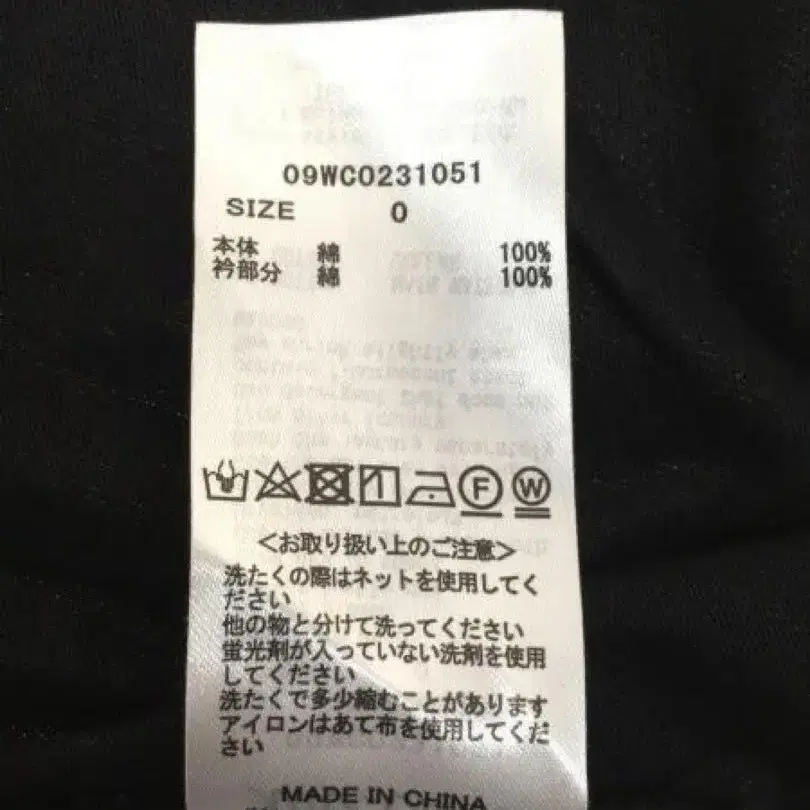 09WCO231051
SIZE 0
本体 綿 100%
衿部分 綿 100%
F W
<お取り扱い上のご注意>
洗たくの際はネットを使用してく
ださい
他の物と分けて洗ってください
蛍光剤が入っていない洗剤を使用
してください
洗たくで多少縮むことがあります
アイロンはあて布を使用してくだ
さい
MADE IN CHINA